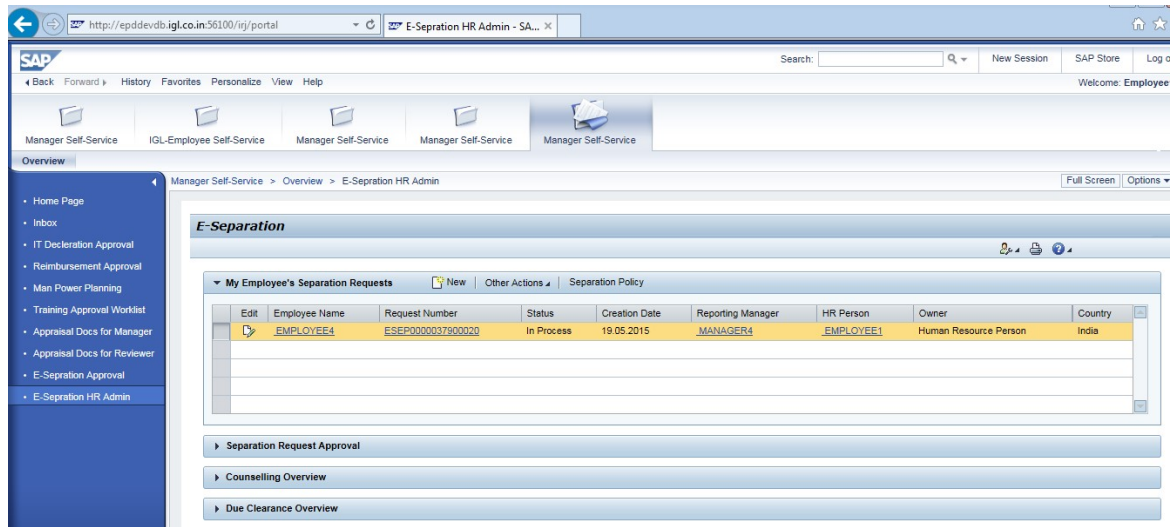 http://epddevdb.igl.co.in:56100/irj/portal E-Sepration HR Admin - SA...
SAP Search: New Session SAP Store Log o
Back Forward History Favorites Personalize View Help Welcome: Employee
Manager Self-Service IGL-Employee Self-Service Manager Self-Service Manager Self-Service Manager Self-Service
Overview
Manager Self-Service > Overview > E-Sepration HR Admin Full Screen Options
Home Page
Inbox
IT Decleration Approval
Reimbursement Approval
Man Power Planning
Training Approval Worklist
Appraisal Docs for Manager
Appraisal Docs for Reviewer
E-Sepration Approval
E-Sepration HR Admin
E-Separation
My Employee's Separation Requests New Other Actions Separation Policy
Edit Employee Name Request Number Status Creation Date Reporting Manager HR Person Owner Country
EMPLOYEE4 ESEP0000037900020 In Process 19.05.2015 MANAGER4 EMPLOYEE1 Human Resource Person India
Separation Request Approval
Counselling Overview
Due Clearance Overview